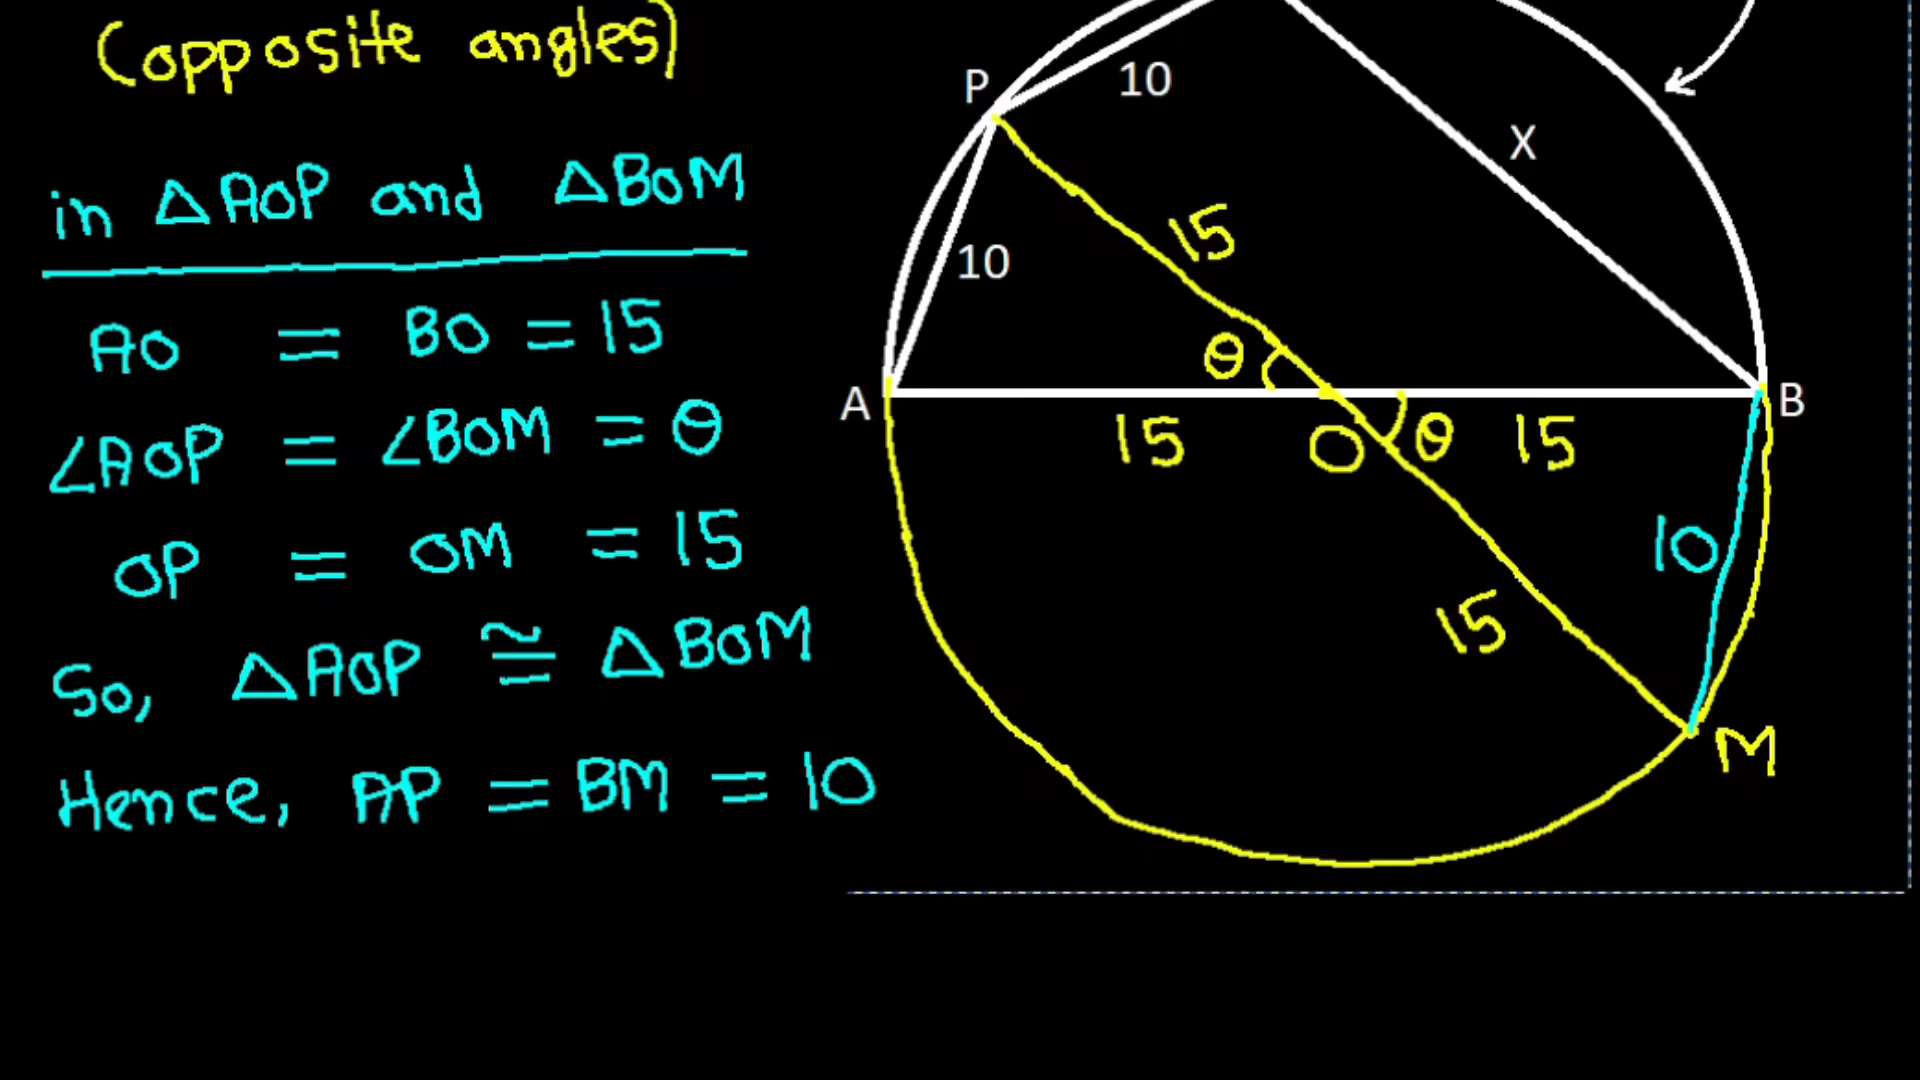 (opposite angles)
in △AOP and △BOM
AO = BO = 15
∠AOP = ∠BOM = θ
OP = OM = 15
So, △AOP ≅ △BOM
Hence, AP = BM = 10
P
10
X
15
10
θ
A
B
15
O
θ
15
10
15
M